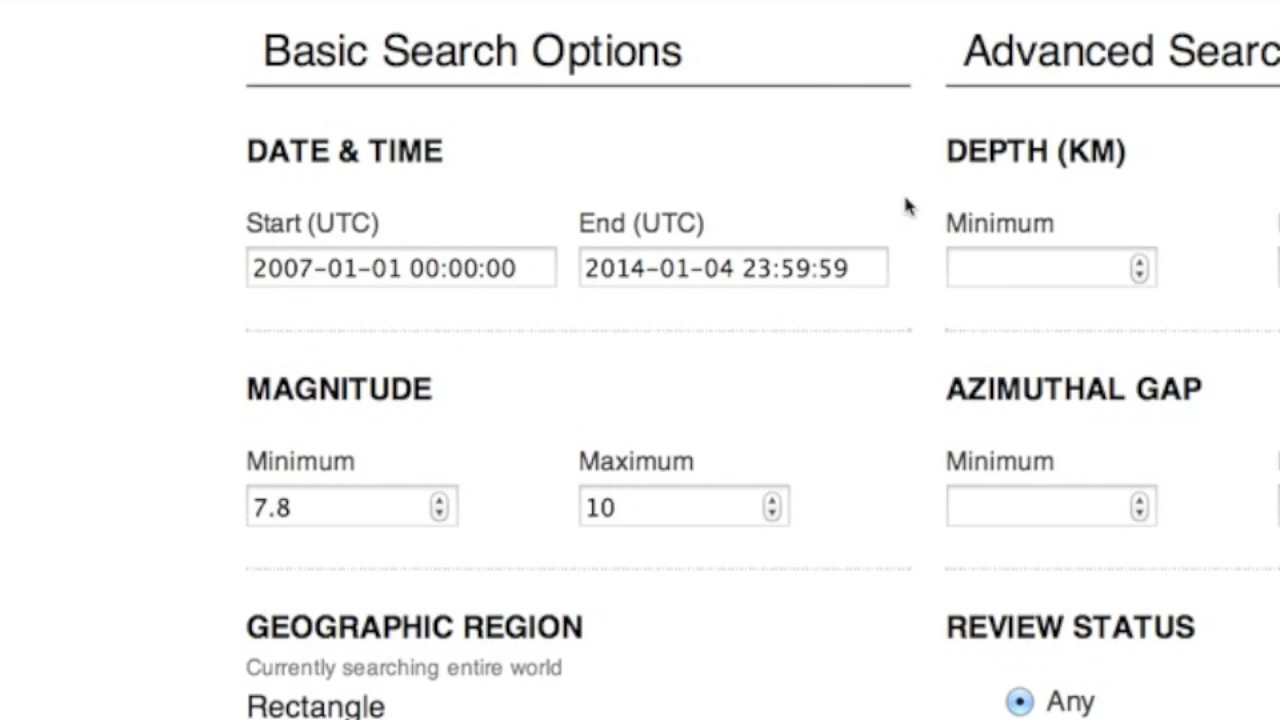 Basic Search Options
DATE & TIME
Start (UTC) End (UTC)
2007-01-01 00:00:00 2014-01-04 23:59:59
MAGNITUDE
Minimum Maximum
7.8 10
GEOGRAPHIC REGION
Currently searching entire world
Rectangle
Advanced Searc
DEPTH (KM)
Minimum
AZIMUTHAL GAP
Minimum
REVIEW STATUS
Any